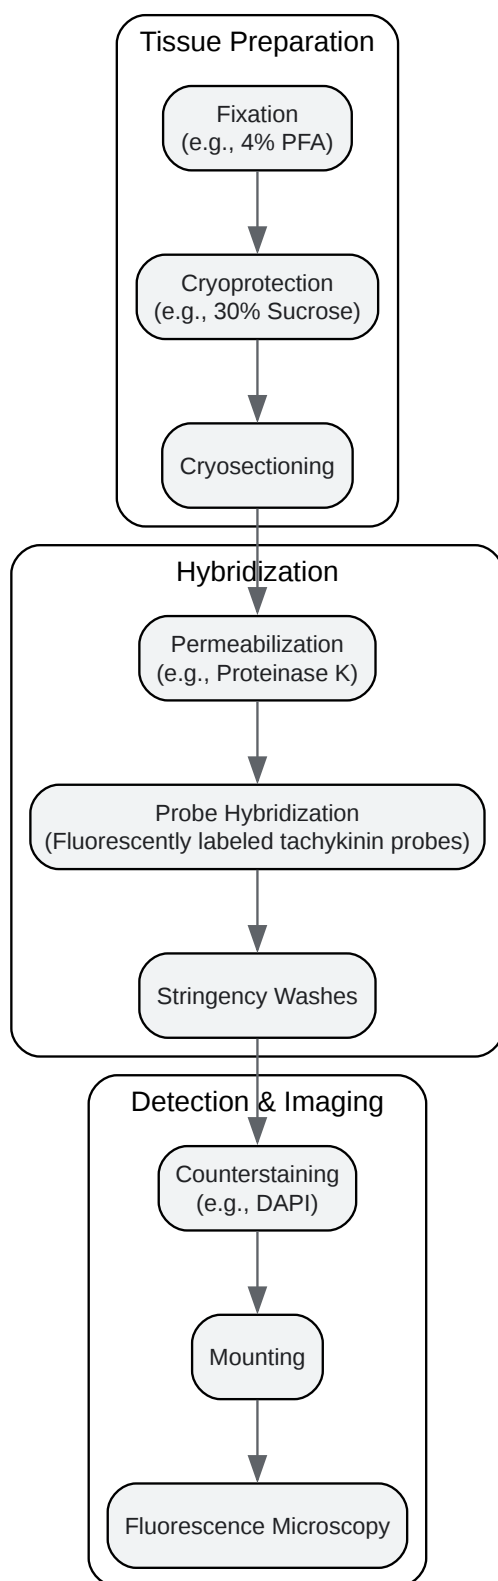 Tissue Preparation
Fixation
(e.g., 4% PFA)
Cryoprotection
(e.g., 30% Sucrose)
Cryosectioning
Hybridization
Permeabilization
(e.g., Proteinase K)
Probe Hybridization
(Fluorescently labeled tachykinin probes)
Stringency Washes
Detection & Imaging
Counterstaining
(e.g., DAPI)
Mounting
Fluorescence Microscopy